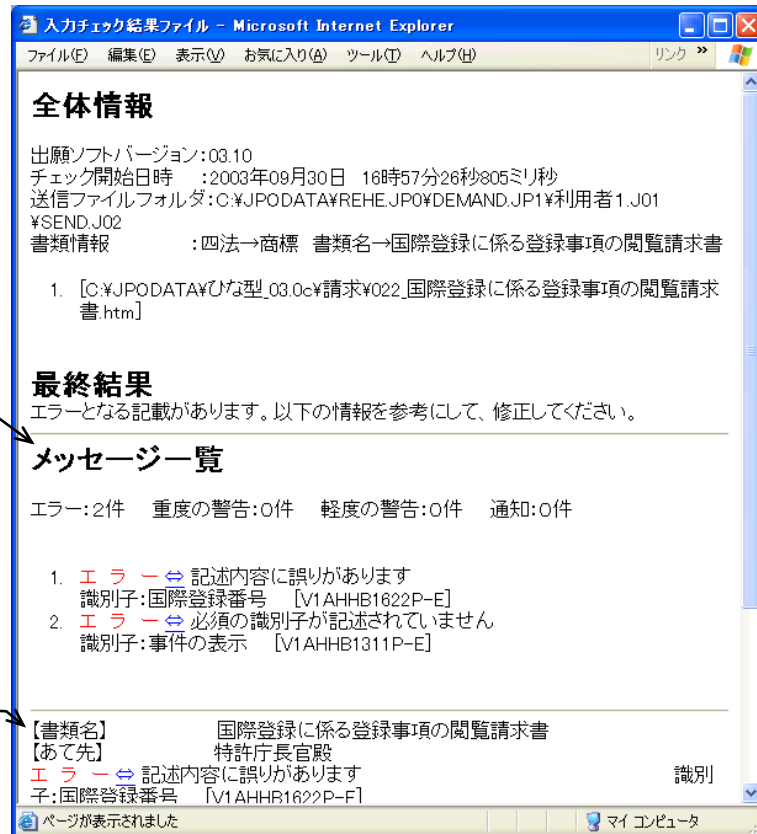 入力チェック結果ファイル - Microsoft Internet Explorer
ファイル(F) 編集(E) 表示(V) お気に入り(A) ツール(T) ヘルプ(H) リンク »
全体情報
出願ソフトバージョン:03.10
チェック開始日時 :2003年09月30日 16時57分26秒805ミリ秒
送信ファイルフォルダ:C:¥JPODATA¥REHE.JP0¥DEMAND.JP1¥利用者1.J01
¥SEND.J02
書類情報 :四法→商標 書類名→国際登録に係る登録事項の閲覧請求書
1. [C:¥JPODATA¥ひな型_03.0c¥請求¥022_国際登録に係る登録事項の閲覧請求
書.htm]
最終結果
エラーとなる記載があります。以下の情報を参考にして、修正してください。
メッセージ一覧
エラー:2件 重度の警告:0件 軽度の警告:0件 通知:0件
1. エ ラ ー⇔ 記述内容に誤りがあります
識別子:国際登録番号 [V1AHHB1622P-E]
2. エ ラ ー⇔ 必須の識別子が記述されていません
識別子:事件の表示 [V1AHHB1311P-E]
【書類名】 国際登録に係る登録事項の閲覧請求書
【あて先】 特許庁長官殿
エ ラ ー⇔ 記述内容に誤りがあります 識別
子:国際登録番号 [V1AHHB1622P-E]
ページが表示されました マイ コンピュータ